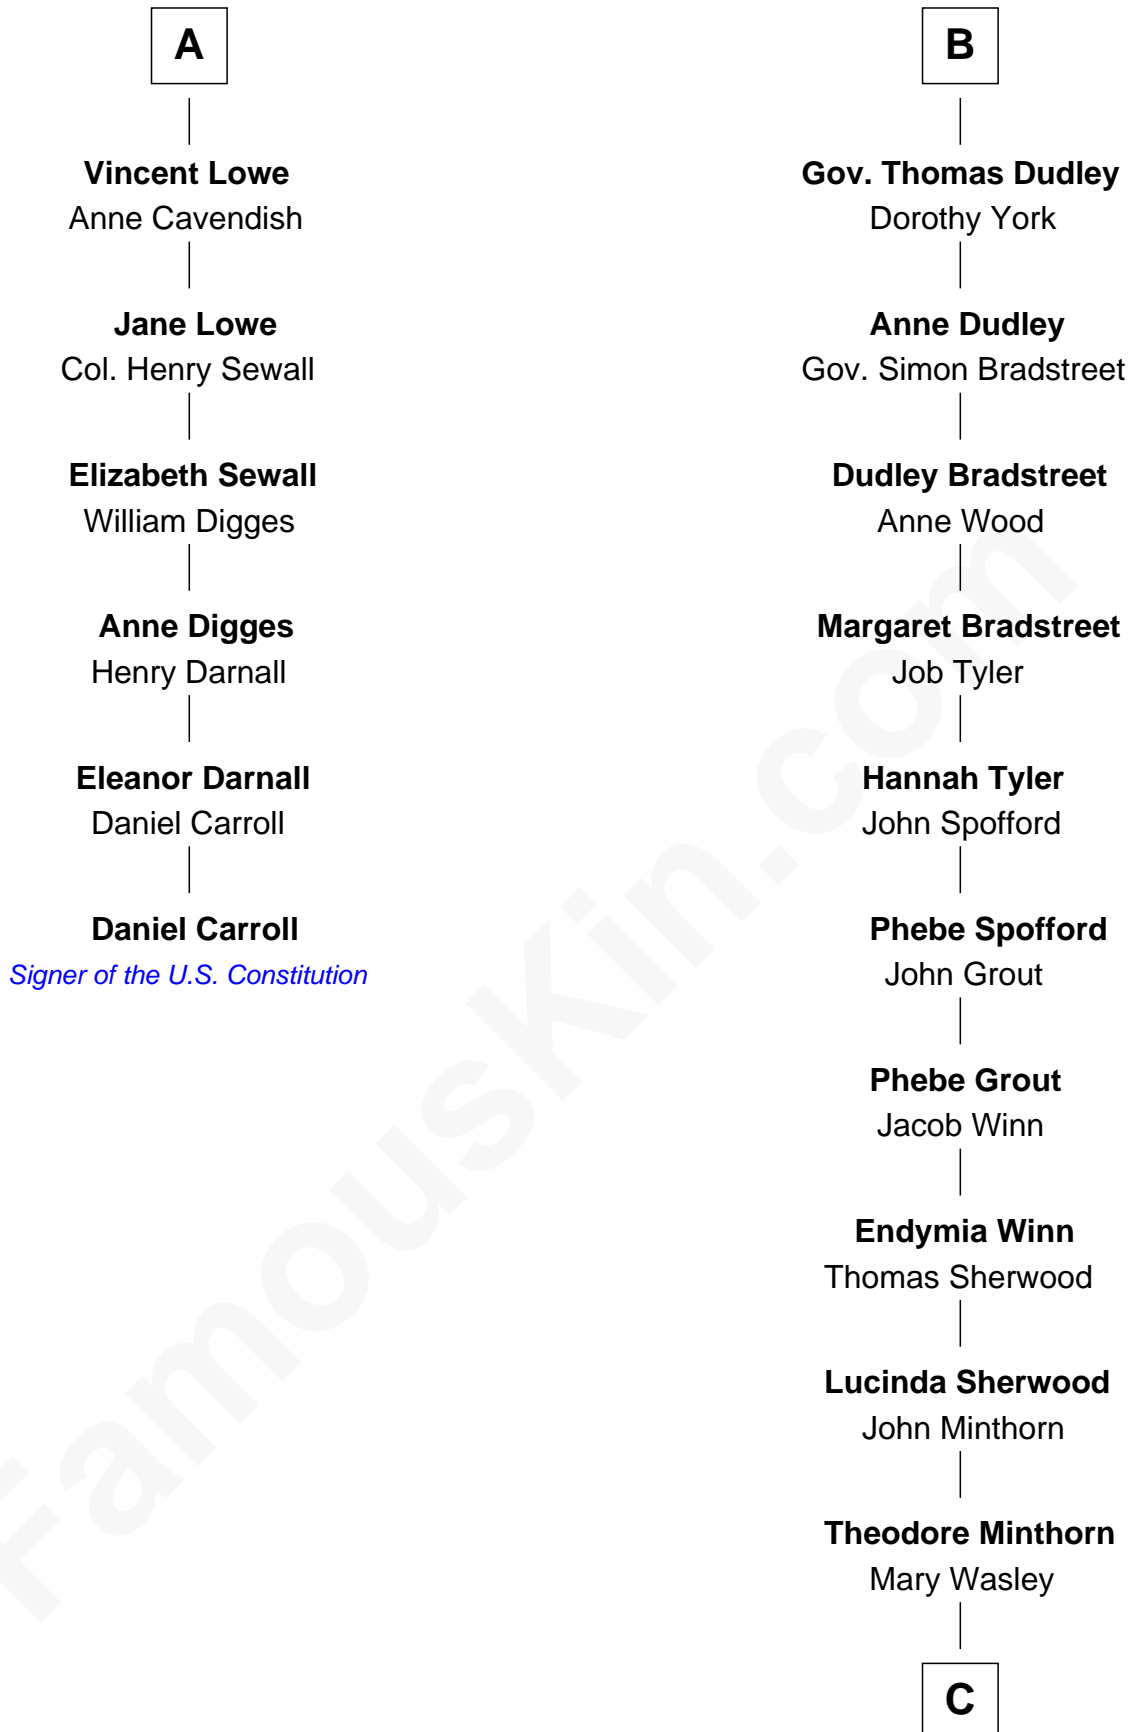 A
Vincent Lowe
Anne Cavendish
Jane Lowe
Col. Henry Sewall
Elizabeth Sewall
William Digges
Anne Digges
Henry Darnall
Eleanor Darnall
Daniel Carroll
Daniel Carroll
Signer of the U.S. Constitution
B
Gov. Thomas Dudley
Dorothy York
Anne Dudley
Gov. Simon Bradstreet
Dudley Bradstreet
Anne Wood
Margaret Bradstreet
Job Tyler
Hannah Tyler
John Spofford
Phebe Spofford
John Grout
Phebe Grout
Jacob Winn
Endymia Winn
Thomas Sherwood
Lucinda Sherwood
John Minthorn
Theodore Minthorn
Mary Wasley
C
FamousKin.com